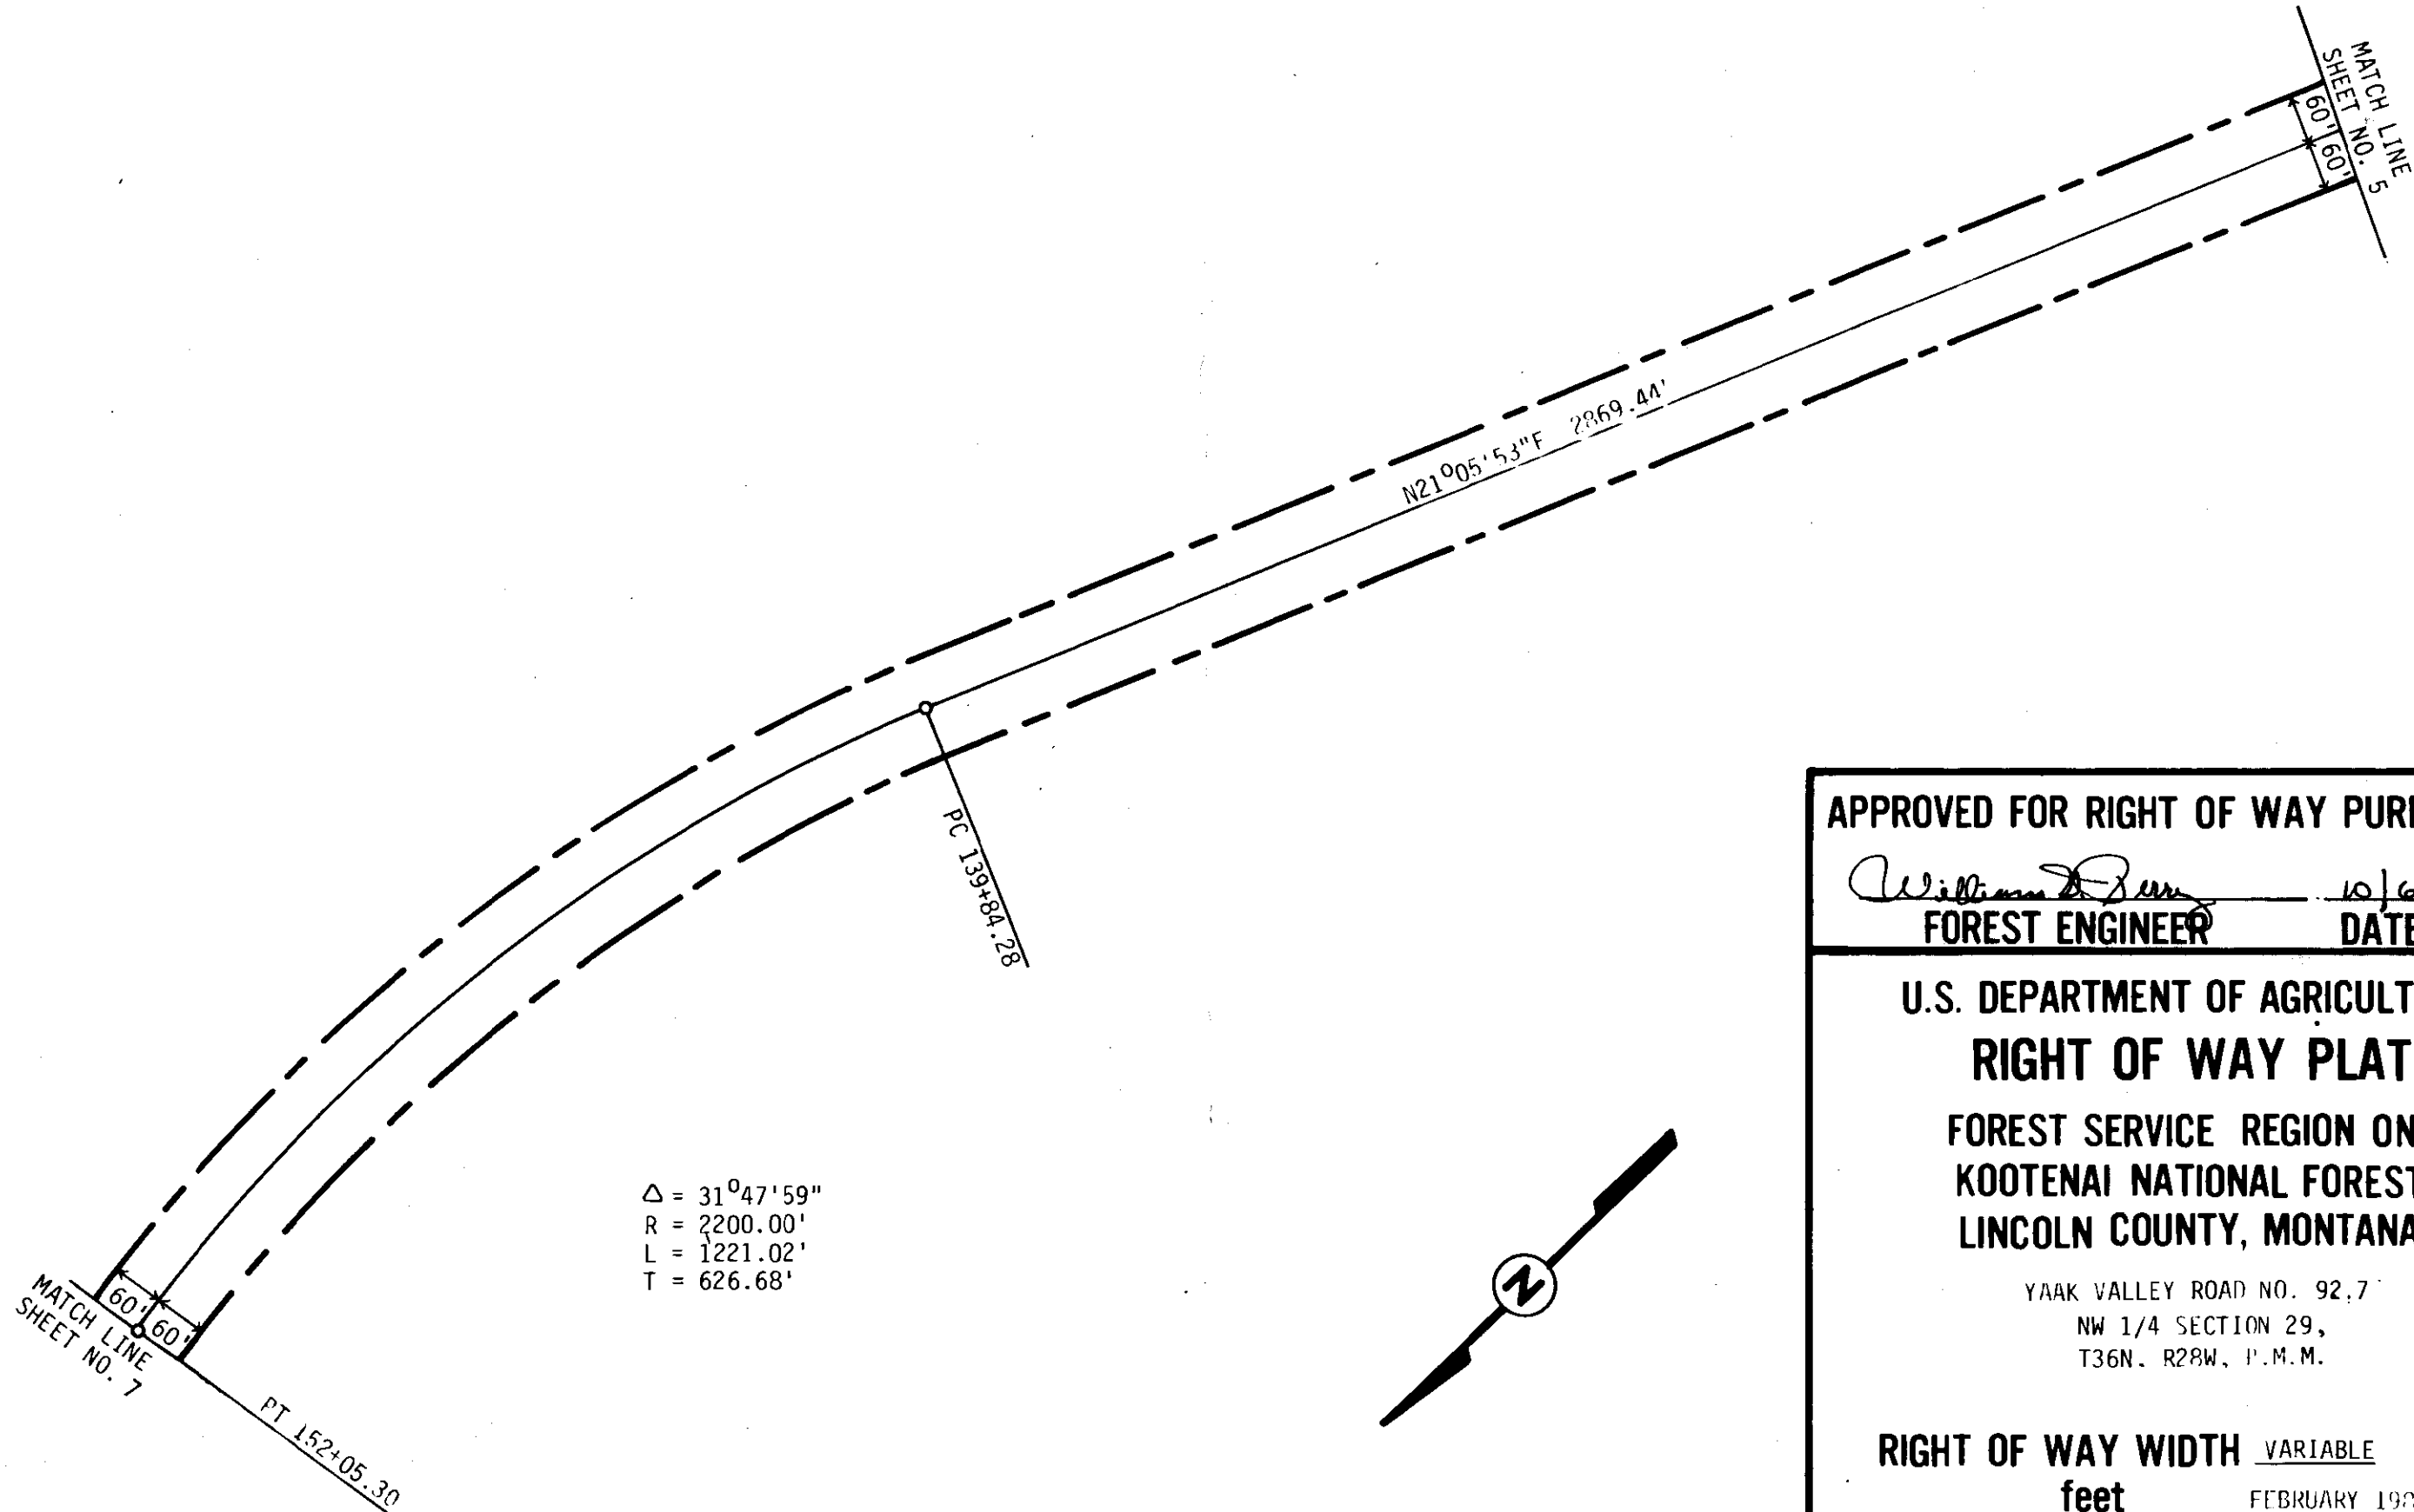 MATCH LINE
SHEET NO. 5
60' 60'
N21°05'53"E 2869.44'
PC 139+84.28
Δ = 31°47'59"
R = 2200.00'
L = 1221.02'
T = 626.68'
60' 60'
MATCH LINE
SHEET NO. 7
PT 152+05.30
N
APPROVED FOR RIGHT OF WAY
10/6
FOREST ENGINEER DATE
U.S. DEPARTMENT OF AGRICULT
RIGHT OF WAY PLAT
FOREST SERVICE REGION ON
KOOTENAI NATIONAL FOREST
LINCOLN COUNTY, MONTANA
YAAK VALLEY ROAD NO. 92.7
NW 1/4 SECTION 29,
T36N. R28W, P.M.M.
RIGHT OF WAY WIDTH VARIABLE
feet FEBRUARY 198